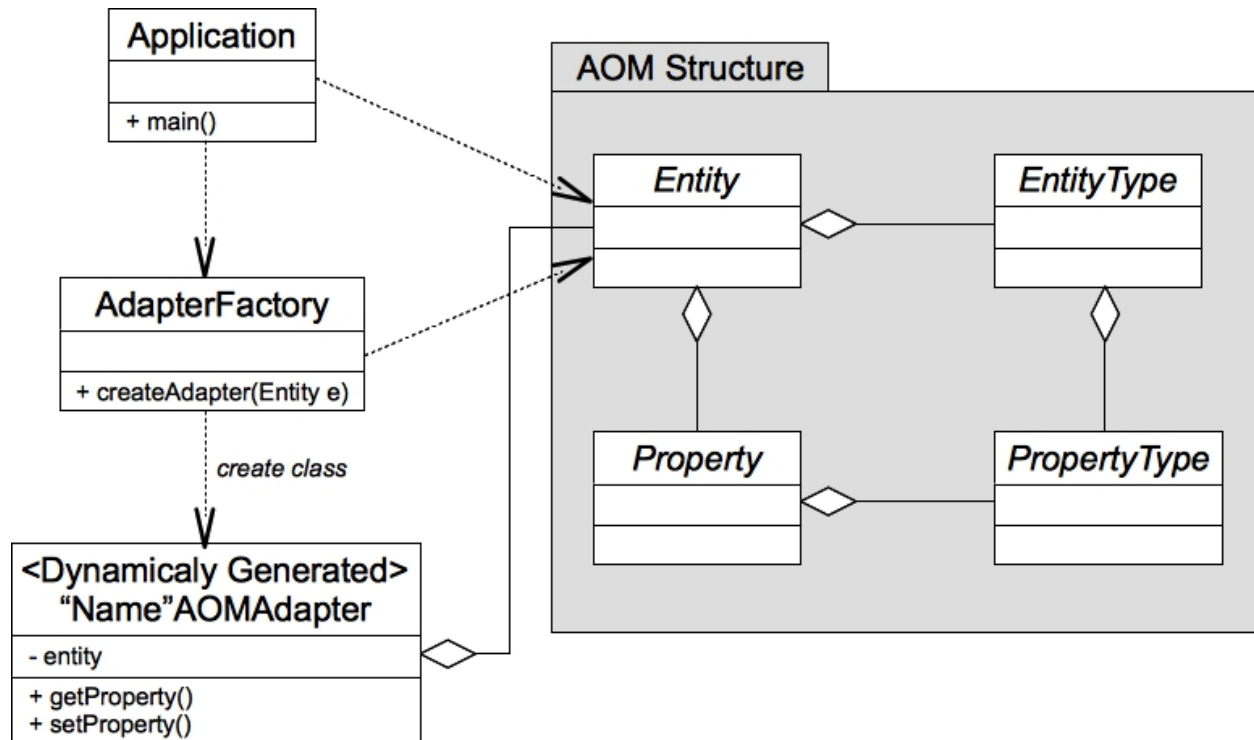 Application
+ main()
AOM Structure
Entity
EntityType
AdapterFactory
+ createAdapter(Entity e)
create class
Property
PropertyType
<Dynamicaly Generated>
“Name”AOMAdapter
- entity
+ getProperty()
+ setProperty()